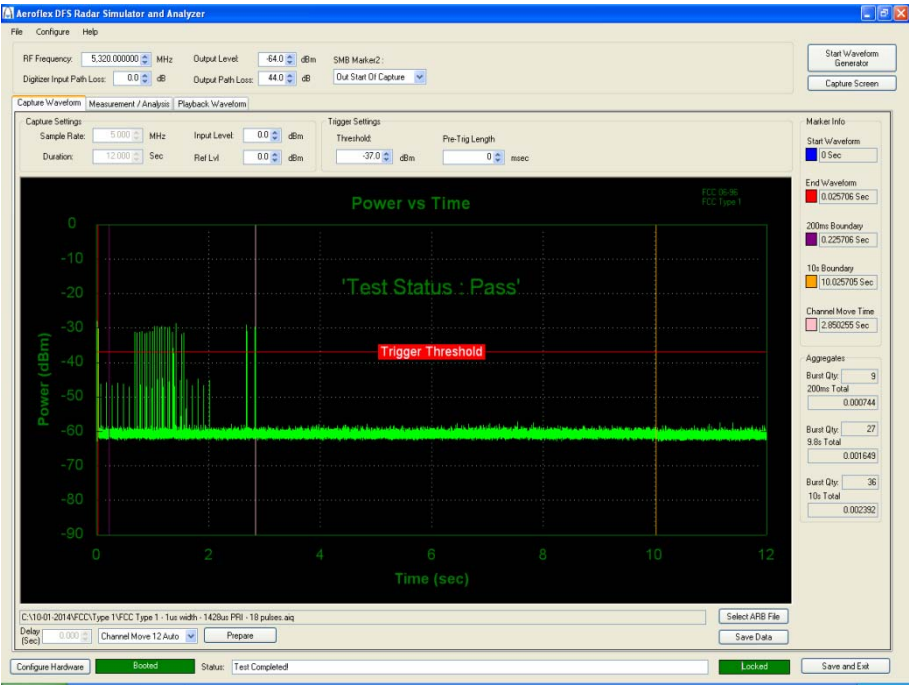 Aeroflex DFS Radar Simulator and Analyzer
File Configure Help
RF Frequency: 5,320.000000 MHz Output Level: -64.0 dBm SMB Marker2 :
Digitizer Input Path Loss: 0.0 dB Output Path Loss: 44.0 dB Out Start Of Capture
Start Waveform Generator
Capture Screen
Capture Waveform Measurement / Analysis Playback Waveform
Capture Settings
Sample Rate: 5.000 MHz Input Level: 0.0 dBm
Duration: 12.000 Sec Ref Lvl 0.0 dBm
Trigger Settings
Threshold: Pre-Trig Length
-37.0 dBm 0 msec
Marker Info
Start Waveform
0 Sec
End Waveform
0.025706 Sec
200ms Boundary
0.225706 Sec
10s Boundary
10.025705 Sec
Channel Move Time
2.850255 Sec
Aggregates
Burst Qty: 9
200ms Total
0.000744
Burst Qty: 27
9.8s Total
0.001649
Burst Qty: 36
10s Total
0.002392
Power vs Time
FCC 06-96
FCC Type 1
'Test Status : Pass'
Trigger Threshold
Power (dBm)
0
-10
-20
-30
-40
-50
-60
-70
-80
-90
0 2 4 6 8 10 12
Time (sec)
C:\10-01-2014\FCC\Type 1\FCC Type 1 - 1us width - 1428us PRI - 18 pulses.aiq
Select ARB File
Delay (Sec) 0.000 Channel Move 12 Auto Prepare
Save Data
Configure Hardware Booted Status: Test Completed! Locked Save and Exit